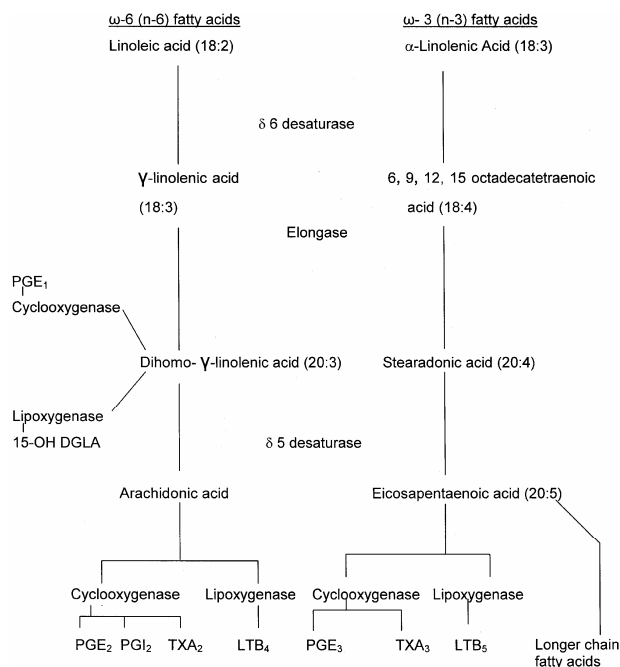 ω-6 (n-6) fatty acids
ω- 3 (n-3) fatty acids
Linoleic acid (18:2)
α-Linolenic Acid (18:3)
δ 6 desaturase
γ-linolenic acid
(18:3)
6, 9, 12, 15 octadecatetraenoic
acid (18:4)
Elongase
PGE₁
Cyclooxygenase
Dihomo- γ-linolenic acid (20:3)
Stearadonic acid (20:4)
Lipoxygenase
15-OH DGLA
δ 5 desaturase
Arachidonic acid
Eicosapentaenoic acid (20:5)
Cyclooxygenase
Lipoxygenase
Cyclooxygenase
Lipoxygenase
PGE₂
PGI₂
TXA₂
LTB₄
PGE₃
TXA₃
LTB₅
Longer chain
fatty acids